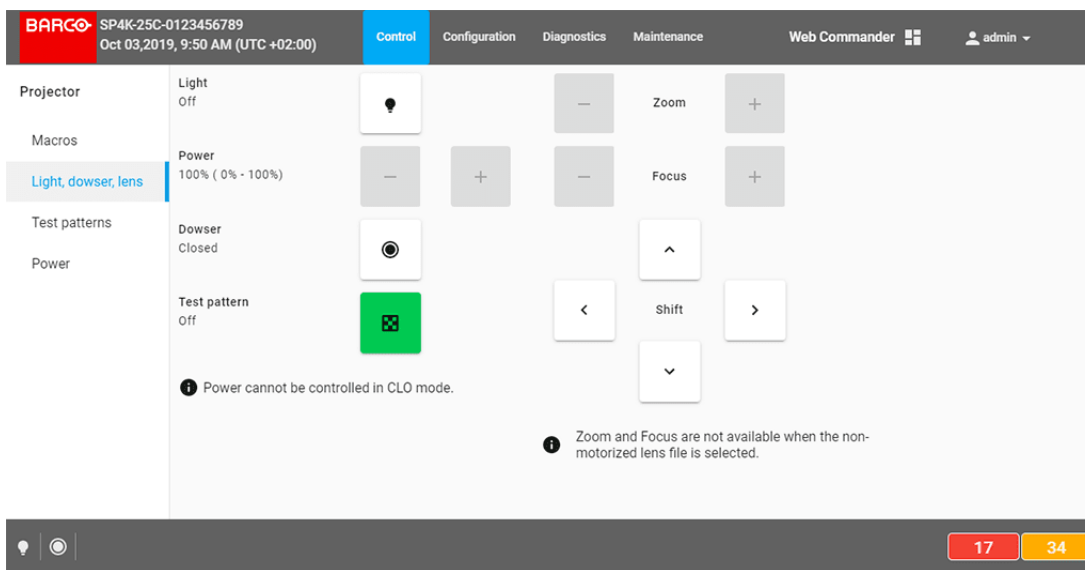 BARCO
SP4K-25C-0123456789
Oct 03,2019, 9:50 AM (UTC +02:00)
Control
Configuration
Diagnostics
Maintenance
Web Commander
admin
Projector
Macros
Light, dowser, lens
Test patterns
Power
Light
Off
Power
100% ( 0% - 100%)
Dowser
Closed
Test pattern
Off
Power cannot be controlled in CLO mode.
Zoom
Focus
Shift
Zoom and Focus are not available when the non-
motorized lens file is selected.
17
34